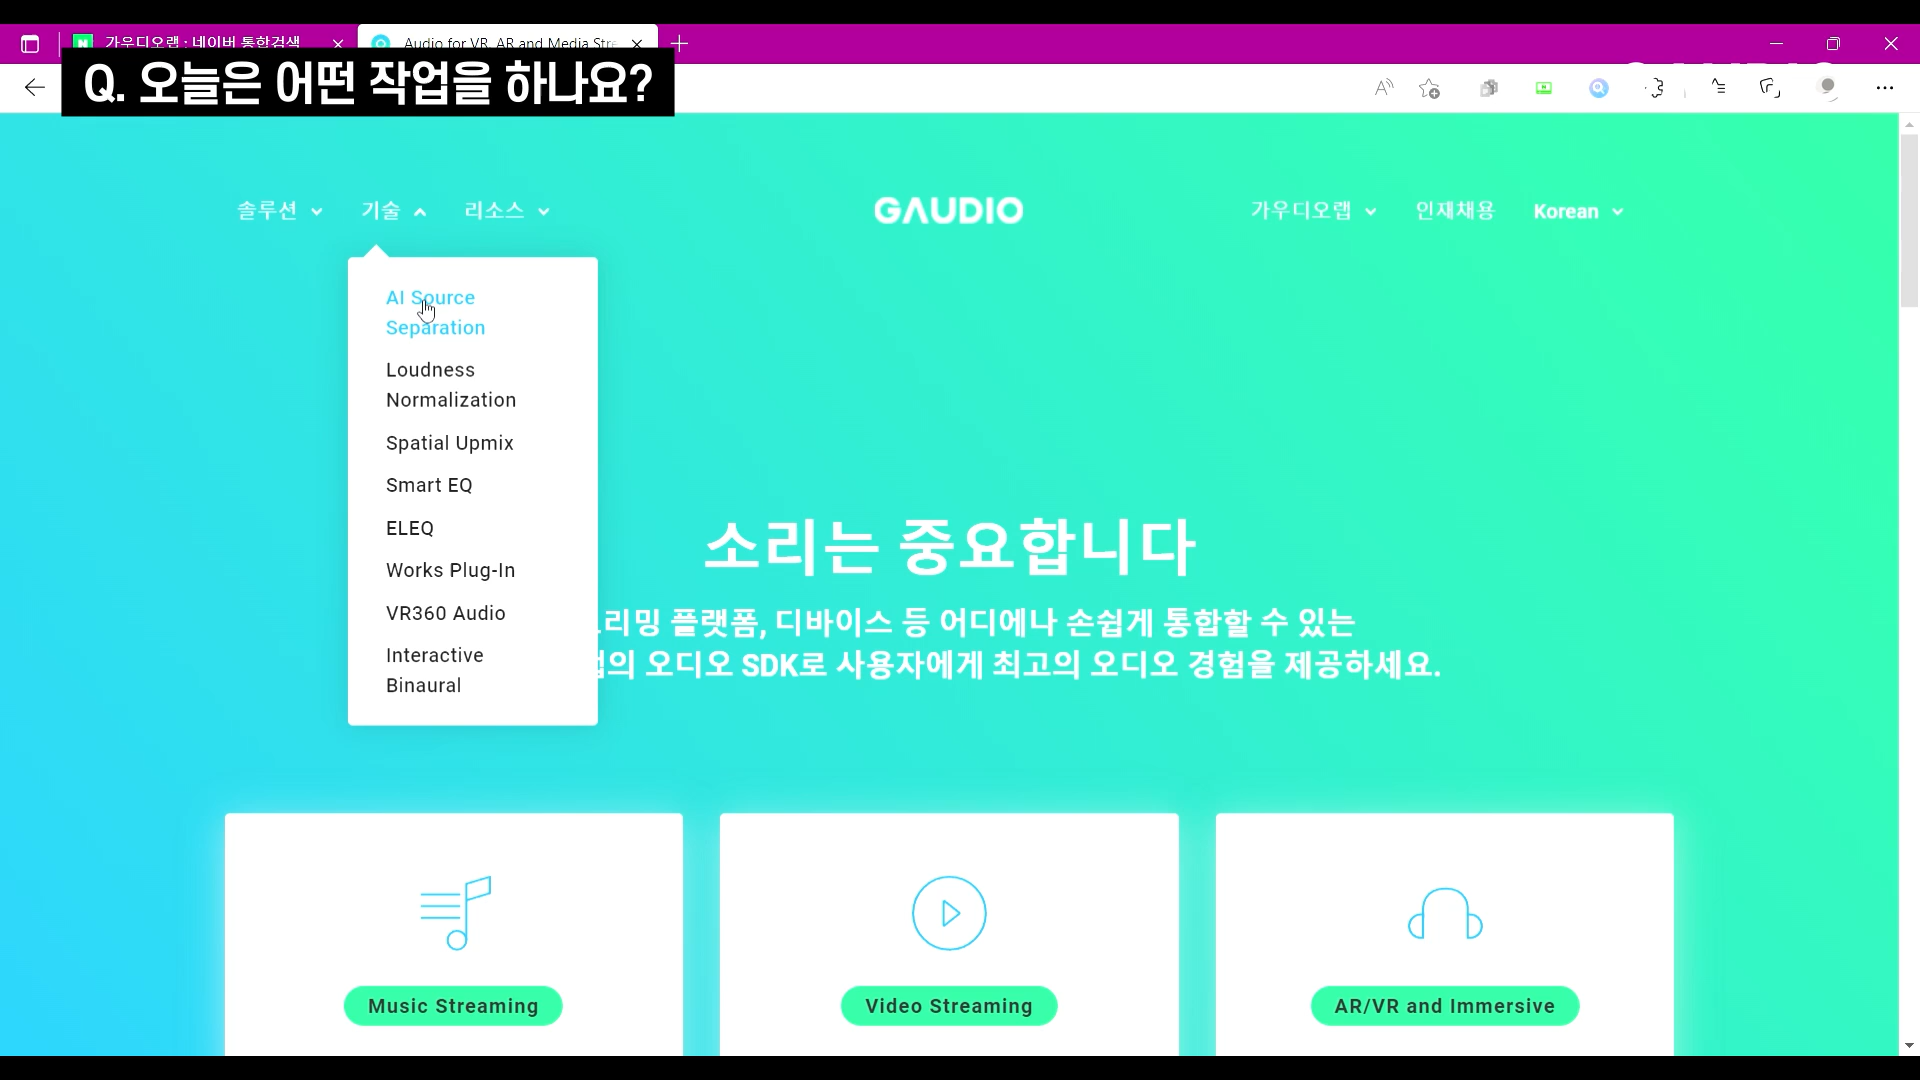 가우디오랩 : 네이버 통합검색
Audio for VR, AR and Media Stre
Q. 오늘은 어떤 작업을 하나요?
솔루션
기술
리소스
GAUDIO
가우디오랩
인재채용
Korean
AI Source
Separation
Loudness
Normalization
Spatial Upmix
Smart EQ
ELEQ
Works Plug-In
VR360 Audio
Interactive
Binaural
소리는 중요합니다
리밍 플랫폼, 디바이스 등 어디에나 손쉽게 통합할 수 있는
의 오디오 SDK로 사용자에게 최고의 오디오 경험을 제공하세요.
Music Streaming
Video Streaming
AR/VR and Immersive